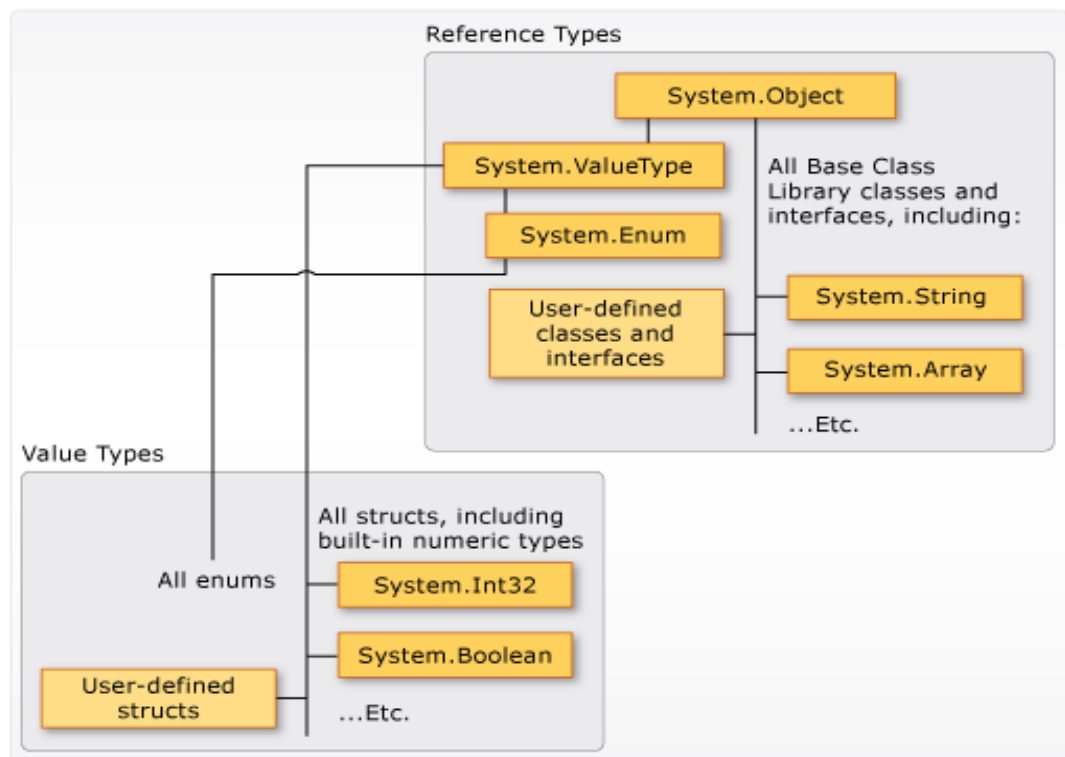 Reference Types
System.Object
System.ValueType
All Base Class
Library classes and
interfaces, including:
System.Enum
System.String
User-defined
classes and
interfaces
System.Array
...Etc.
Value Types
All structs, including
built-in numeric types
All enums
System.Int32
System.Boolean
User-defined
structs
...Etc.